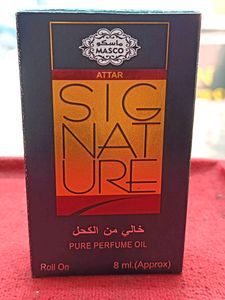 ماسكو
MASCO
ATTAR
SIG
NAT
URE
خالي من الكحل
PURE PERFUME OIL
Roll On 8 ml.(Approx)